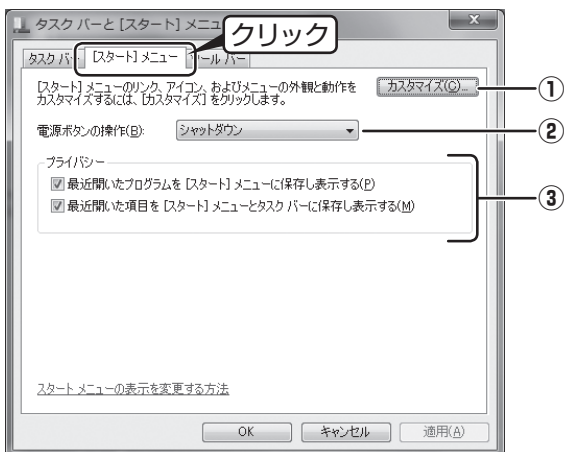 タスク バーと [スタート] メニュ
クリック
タスク バー [スタート] メニュー ツール バー
[スタート] メニューのリンク、アイコン、およびメニューの外観と動作を
カスタマイズするには、[カスタマイズ] をクリックします。
カスタマイズ(C)...
①
電源ボタンの操作(B):
シャットダウン
②
プライバシー
最近開いたプログラムを [スタート] メニューに保存し表示する(P)
最近開いた項目を [スタート] メニューとタスク バーに保存し表示する(M)
③
スタート メニューの表示を変更する方法
OK キャンセル 適用(A)